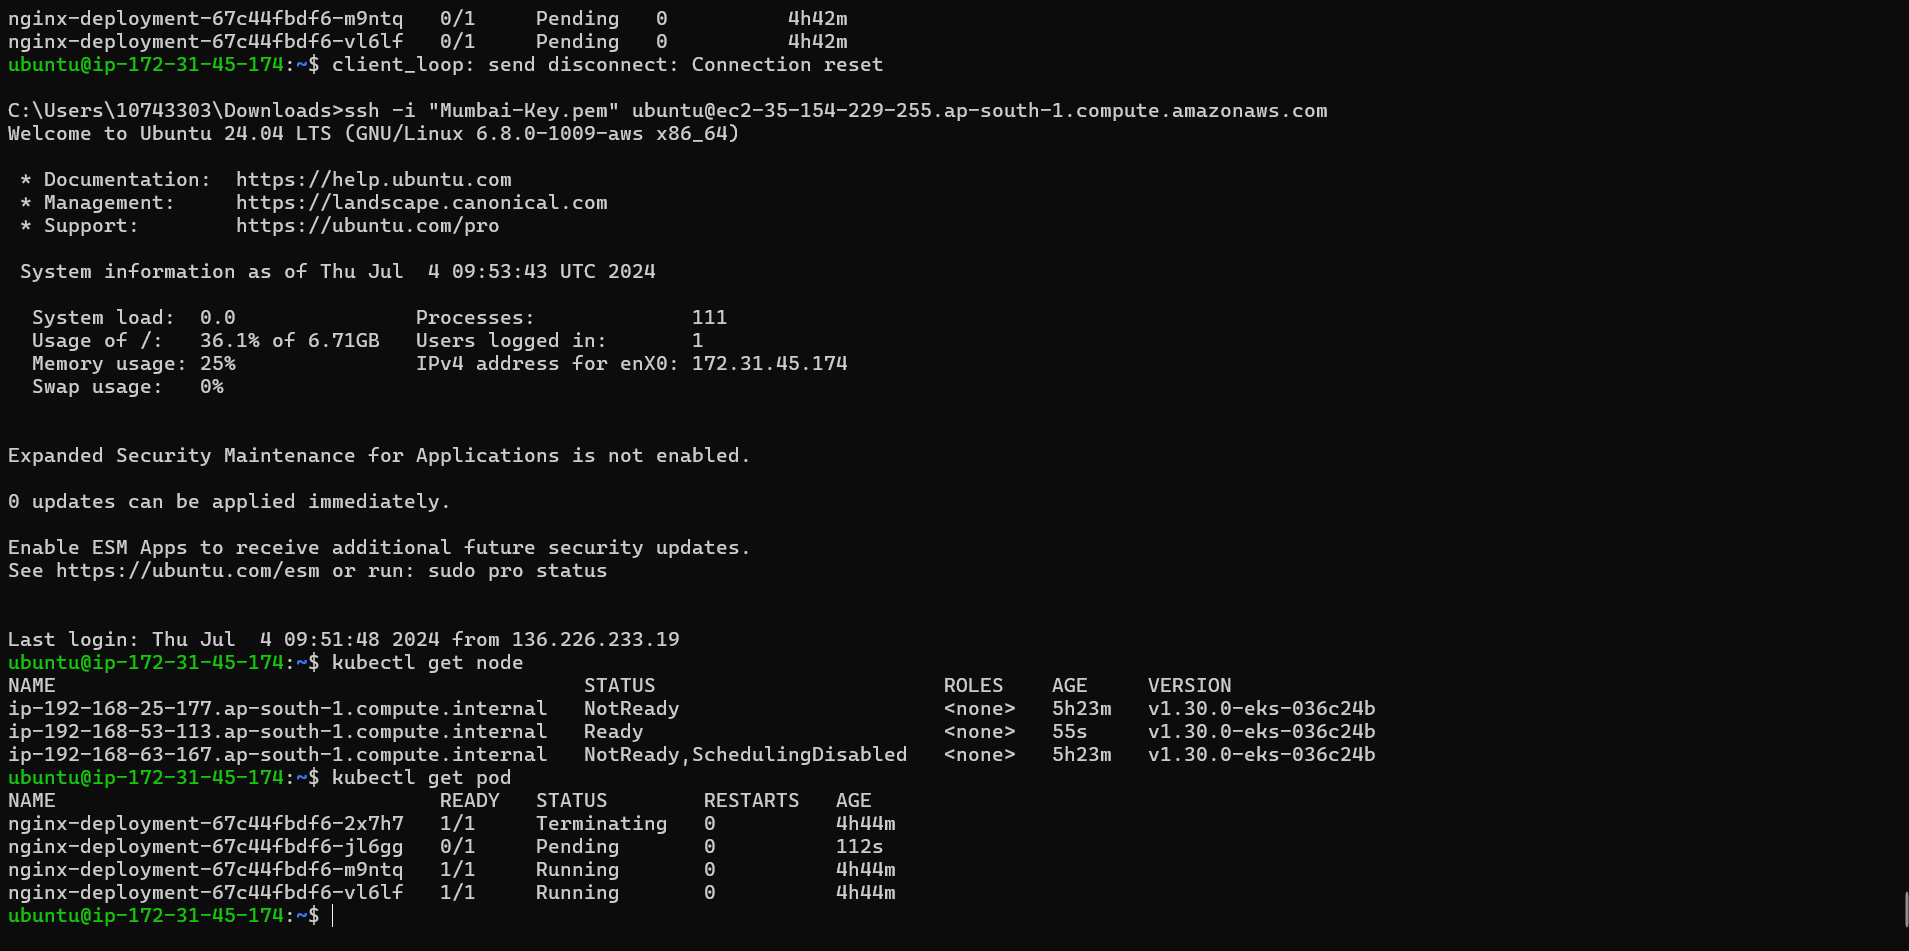 nginx-deployment-67c44fbdf6-m9ntq   0/1     Pending   0          4h42m
nginx-deployment-67c44fbdf6-vl6lf   0/1     Pending   0          4h42m
ubuntu@ip-172-31-45-174:~$ client_loop: send disconnect: Connection reset
C:\Users\10743303\Downloads>ssh -i "Mumbai-Key.pem" ubuntu@ec2-35-154-229-255.ap-south-1.compute.amazonaws.com
Welcome to Ubuntu 24.04 LTS (GNU/Linux 6.8.0-1009-aws x86_64)
 * Documentation:  https://help.ubuntu.com
 * Management:     https://landscape.canonical.com
 * Support:        https://ubuntu.com/pro
 System information as of Thu Jul  4 09:53:43 UTC 2024
  System load:  0.0               Processes:             111
  Usage of /:   36.1% of 6.71GB   Users logged in:       1
  Memory usage: 25%               IPv4 address for enX0: 172.31.45.174
  Swap usage:   0%
Expanded Security Maintenance for Applications is not enabled.
0 updates can be applied immediately.
Enable ESM Apps to receive additional future security updates.
See https://ubuntu.com/esm or run: sudo pro status
Last login: Thu Jul  4 09:51:48 2024 from 136.226.233.19
ubuntu@ip-172-31-45-174:~$ kubectl get node
NAME                                            STATUS                        ROLES    AGE     VERSION
ip-192-168-25-177.ap-south-1.compute.internal   NotReady                      <none>   5h23m   v1.30.0-eks-036c24b
ip-192-168-53-113.ap-south-1.compute.internal   Ready                         <none>   55s     v1.30.0-eks-036c24b
ip-192-168-63-167.ap-south-1.compute.internal   NotReady,SchedulingDisabled   <none>   5h23m   v1.30.0-eks-036c24b
ubuntu@ip-172-31-45-174:~$ kubectl get pod
NAME                                READY   STATUS        RESTARTS   AGE
nginx-deployment-67c44fbdf6-2x7h7   1/1     Terminating   0          4h44m
nginx-deployment-67c44fbdf6-jl6gg   0/1     Pending       0          112s
nginx-deployment-67c44fbdf6-m9ntq   1/1     Running       0          4h44m
nginx-deployment-67c44fbdf6-vl6lf   1/1     Running       0          4h44m
ubuntu@ip-172-31-45-174:~$